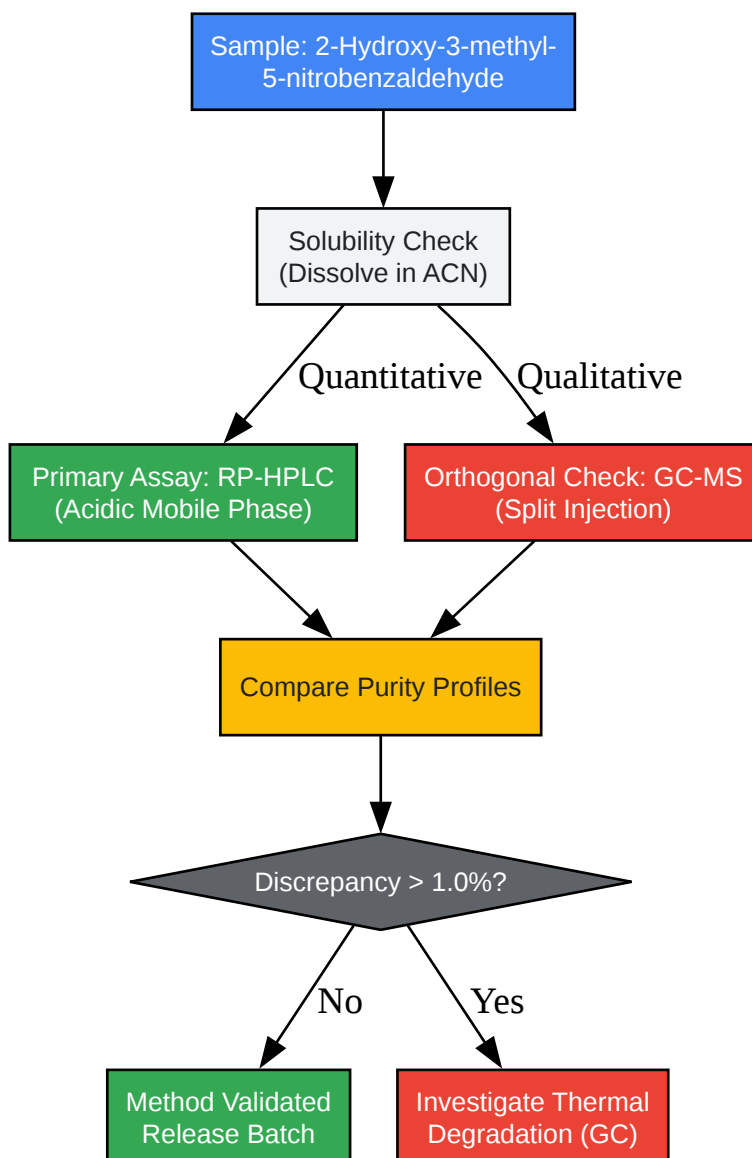 Sample: 2-Hydroxy-3-methyl-
5-nitrobenzaldehyde
Solubility Check
(Dissolve in ACN)
Quantitative
Qualitative
Primary Assay: RP-HPLC
(Acidic Mobile Phase)
Orthogonal Check: GC-MS
(Split Injection)
Compare Purity Profiles
Discrepancy > 1.0%?
No
Yes
Method Validated
Release Batch
Investigate Thermal
Degradation (GC)